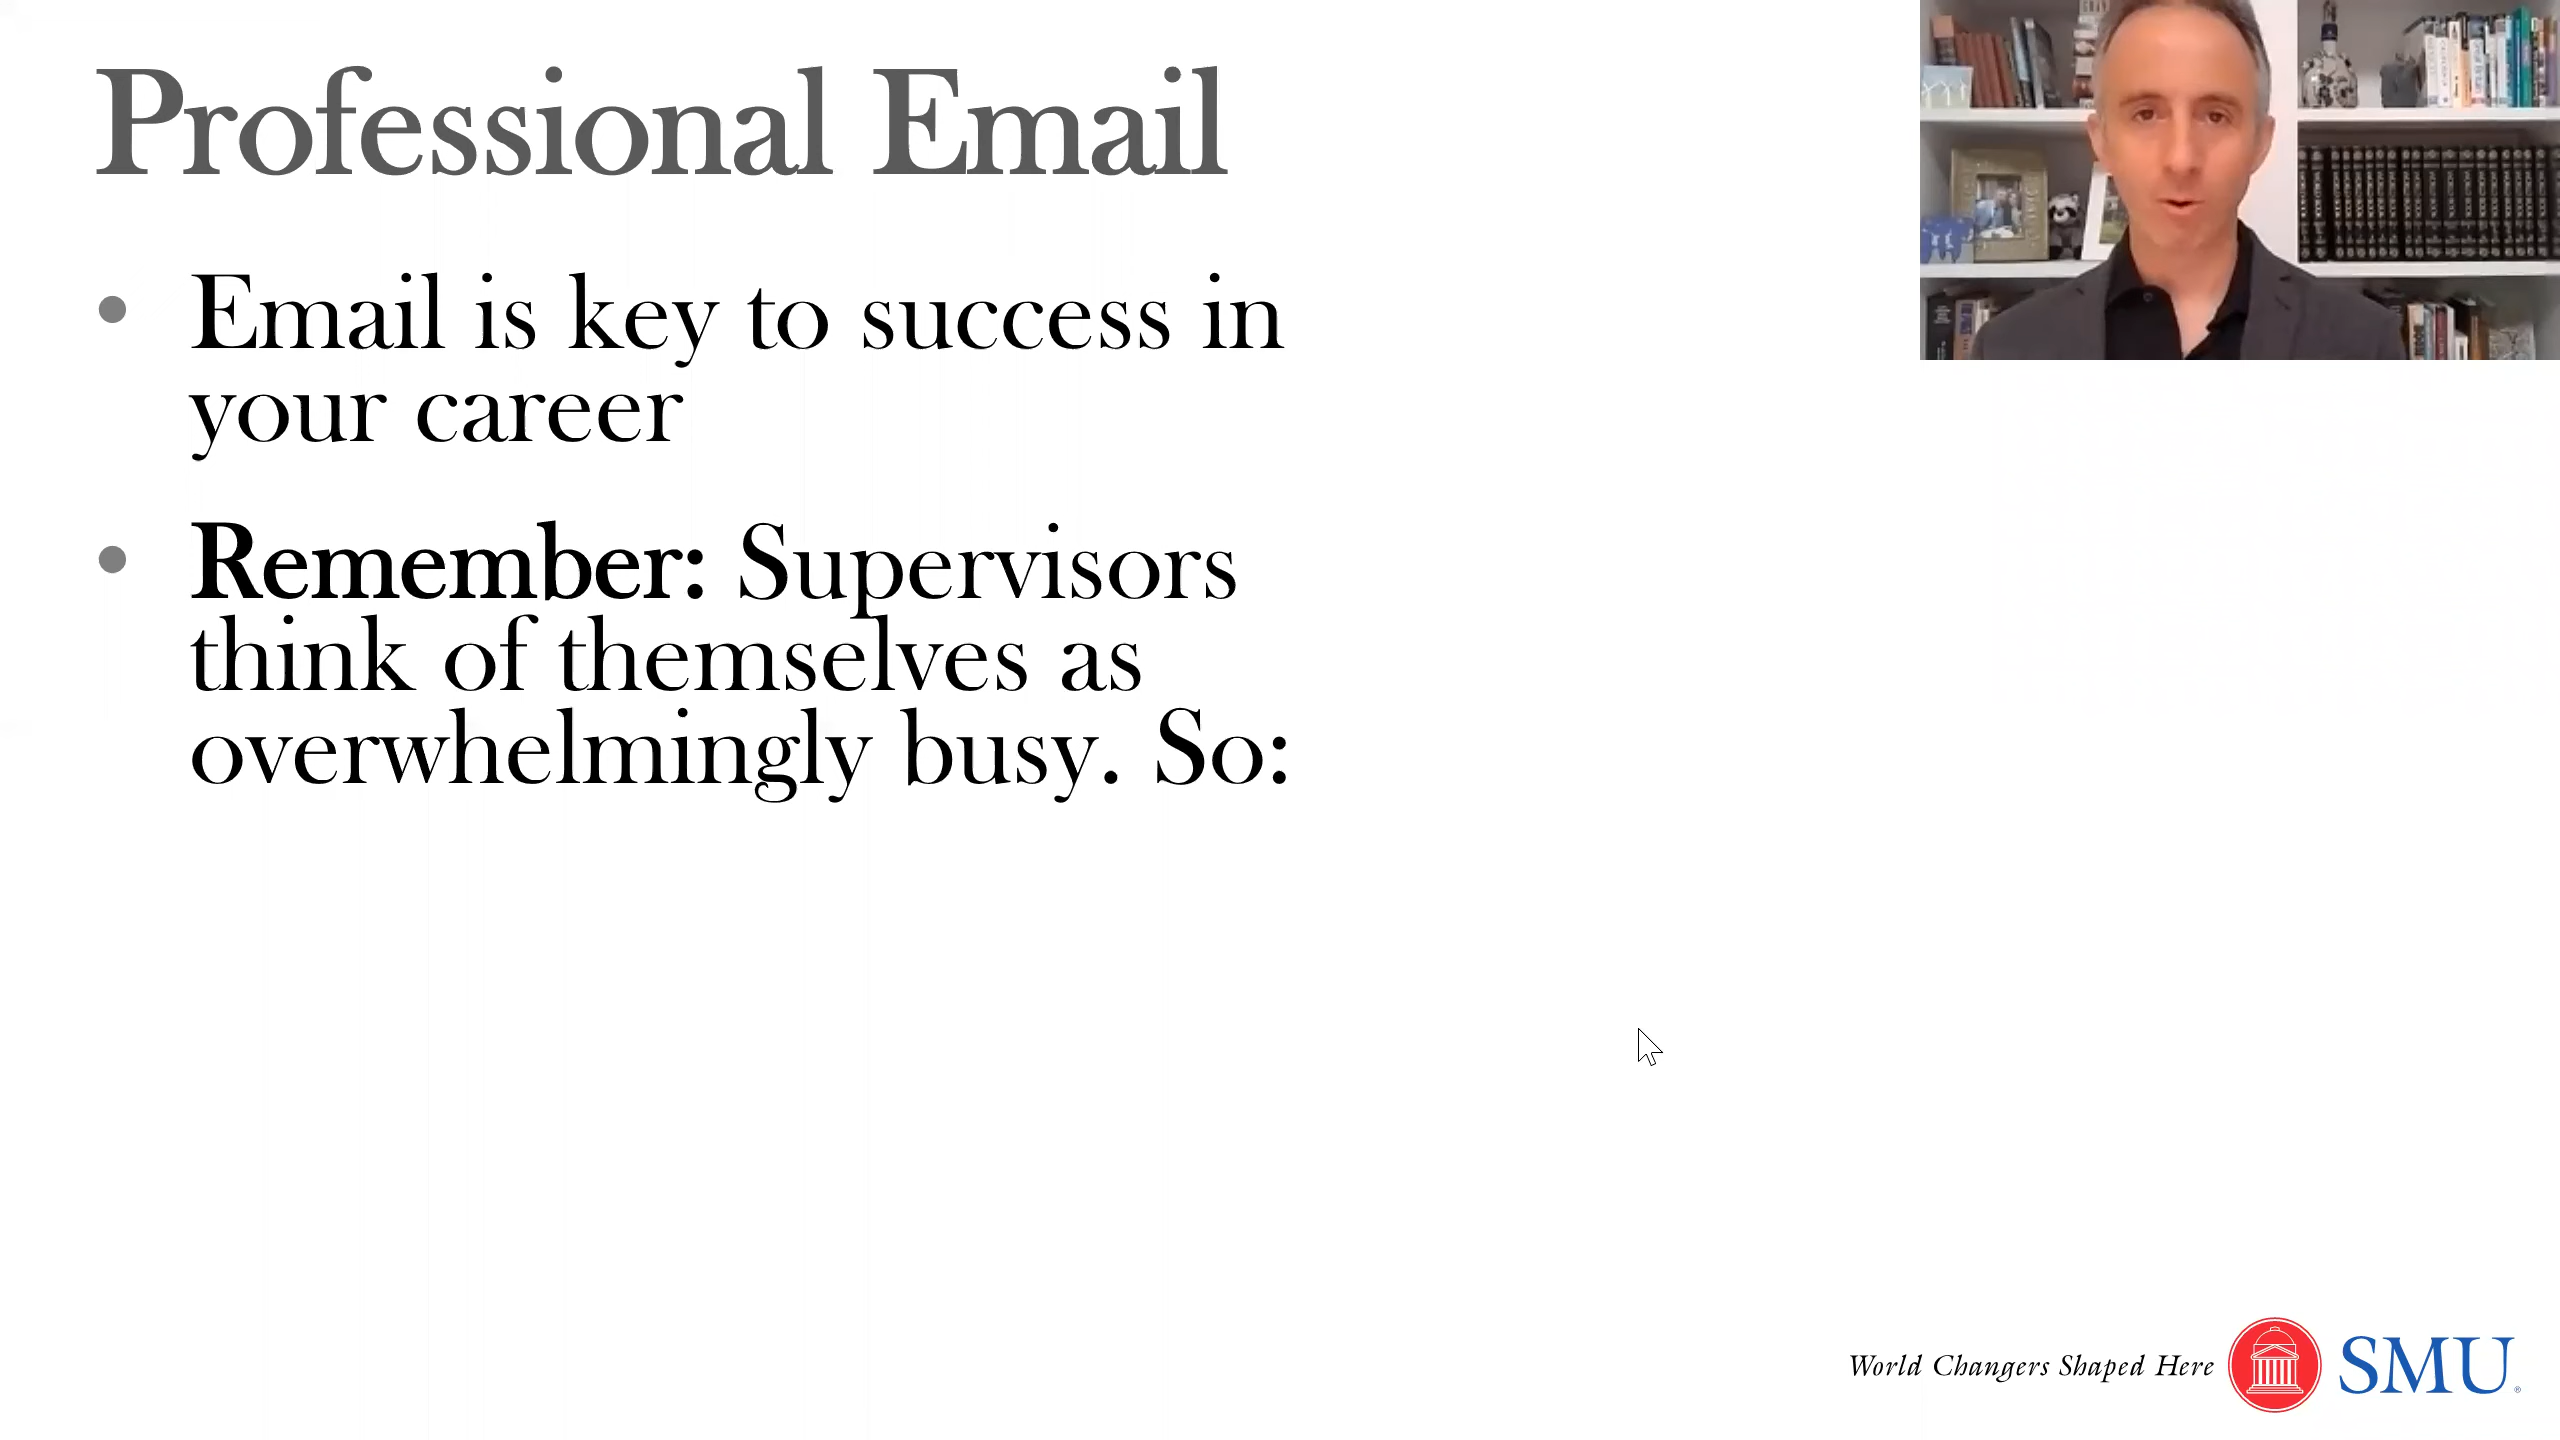 Professional Email
• Email is key to success in
your career
• Remember: Supervisors
think of themselves as
overwhelmingly busy. So:
World Changers Shaped Here
SMU®